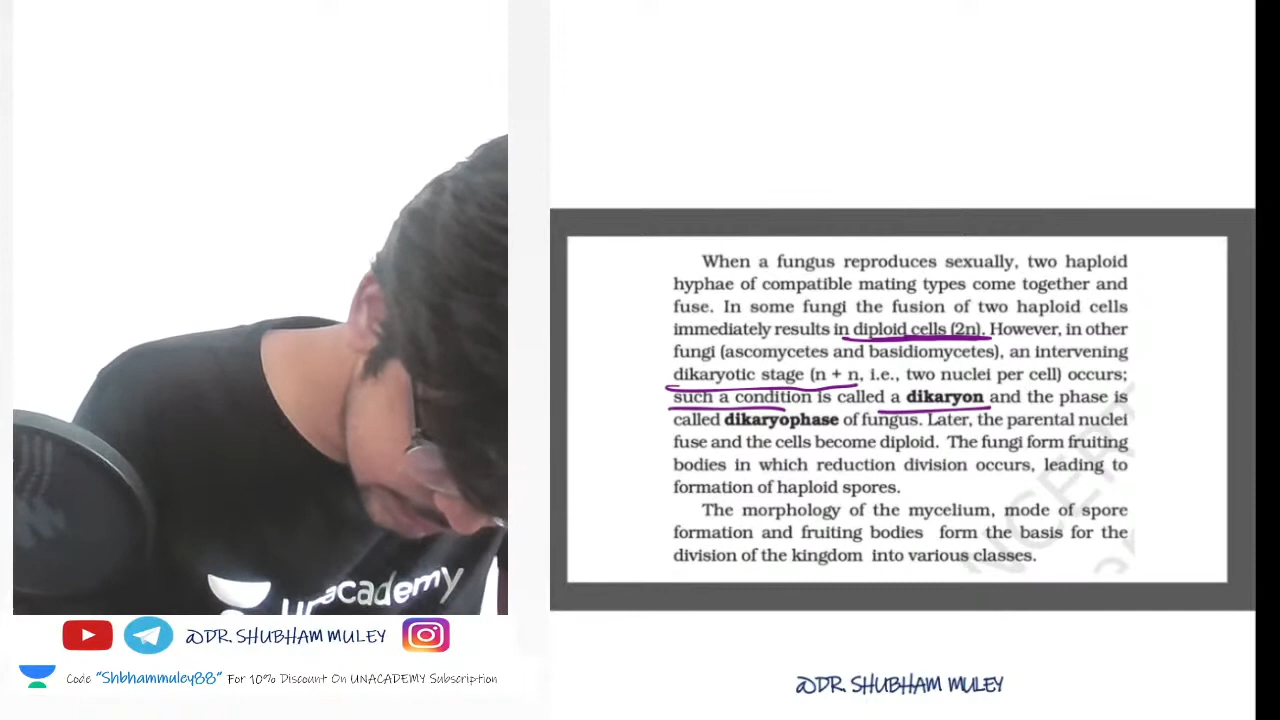 When a fungus reproduces sexually, two haploid
hyphae of compatible mating types come together and
fuse. In some fungi the fusion of two haploid cells
immediately results in diploid cells (2n). However, in other
fungi (ascomycetes and basidiomycetes), an intervening
dikaryotic stage (n + n, i.e., two nuclei per cell) occurs;
such a condition is called a dikaryon and the phase is
called dikaryophase of fungus. Later, the parental nuclei
fuse and the cells become diploid. The fungi form fruiting
bodies in which reduction division occurs, leading to
formation of haploid spores.
The morphology of the mycelium, mode of spore
formation and fruiting bodies form the basis for the
division of the kingdom into various classes.
unacademy
@DR. SHUBHAM MULEY
Code "Shbhammuley88" For 10% Discount On UNACADEMY Subscription
@DR. SHUBHAM MULEY